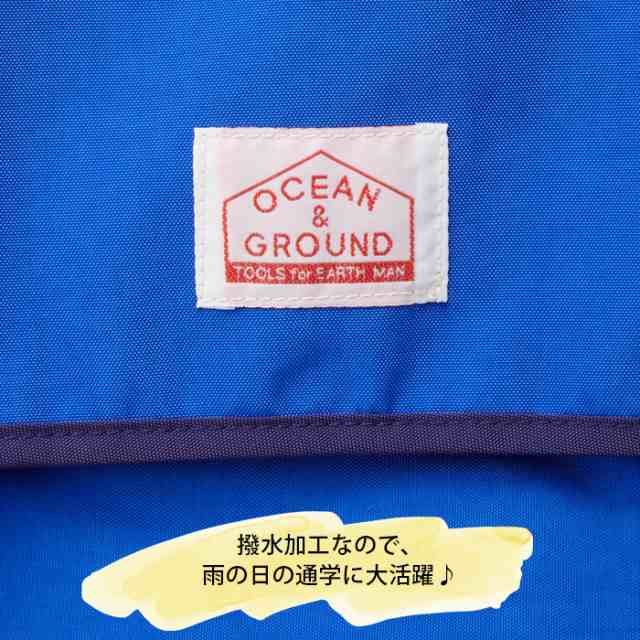 OCEAN
&
GROUND
TOOLS for EARTH MAN
撥水加工なので、
雨の日の通学に大活躍♪